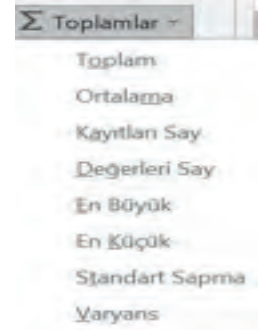 Σ Toplamlar
Toplam
Ortalama
Kayıtları Say
Değerleri Say
En Büyük
En Küçük
Standart Sapma
Varyans